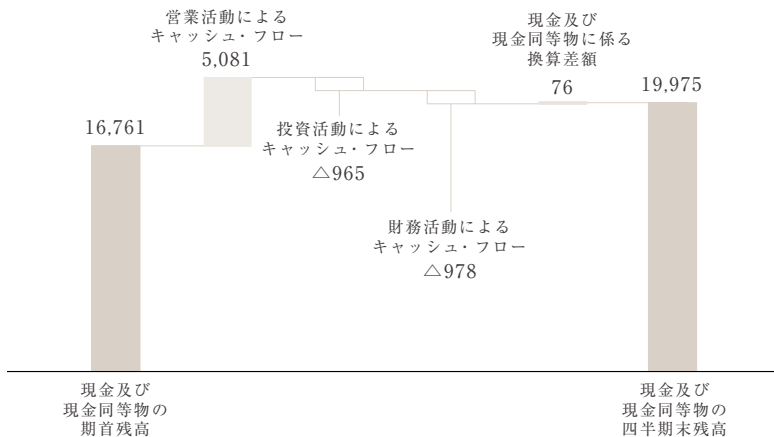 営業活動による
キャッシュ・フロー
5,081
現金及び
現金同等物に係る
換算差額
76
19,975
16,761
投資活動による
キャッシュ・フロー
△965
財務活動による
キャッシュ・フロー
△978
現金及び
現金同等物の
期首残高
現金及び
現金同等物の
四半期末残高